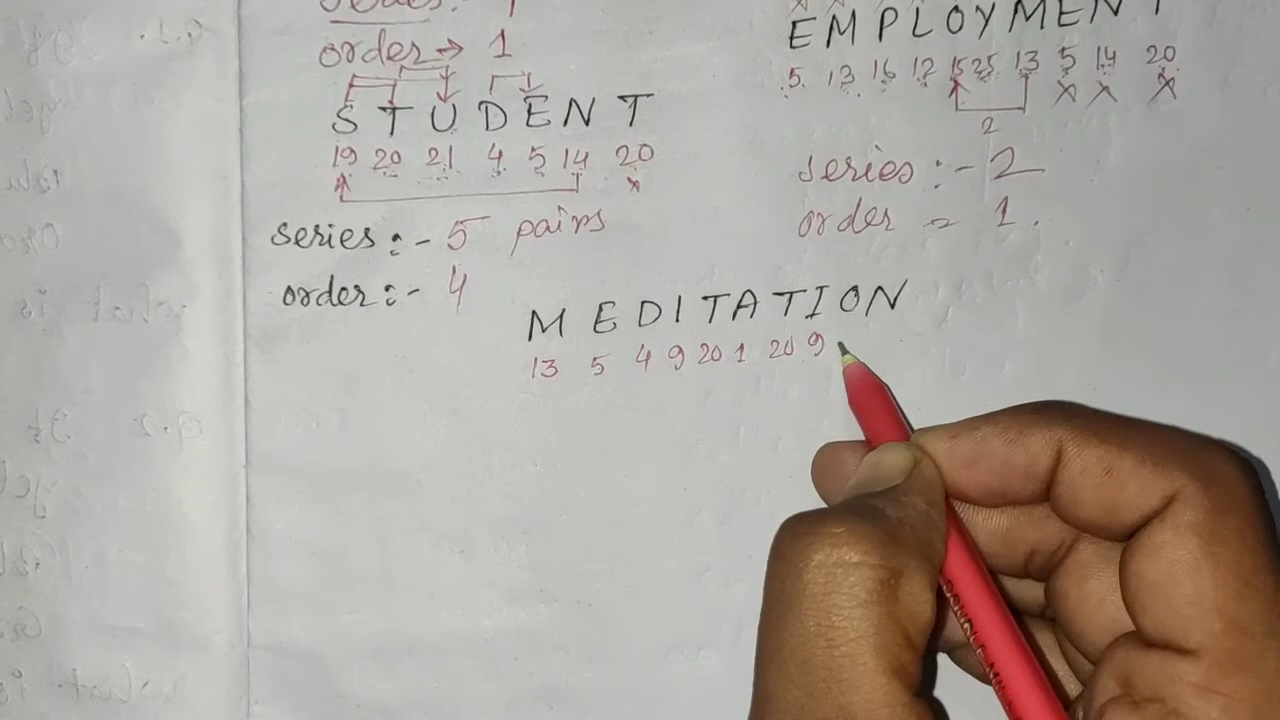 order → 1
STUDENT
19 20 21 4 5 14 20
series :- 5 pairs
order :- 4
EMPLOYMENT
5 13 16 12 15 25 13 5 14 20
2
series :- 2
order = 1.
MEDITATION
13 5 4 9 20 1 20 9